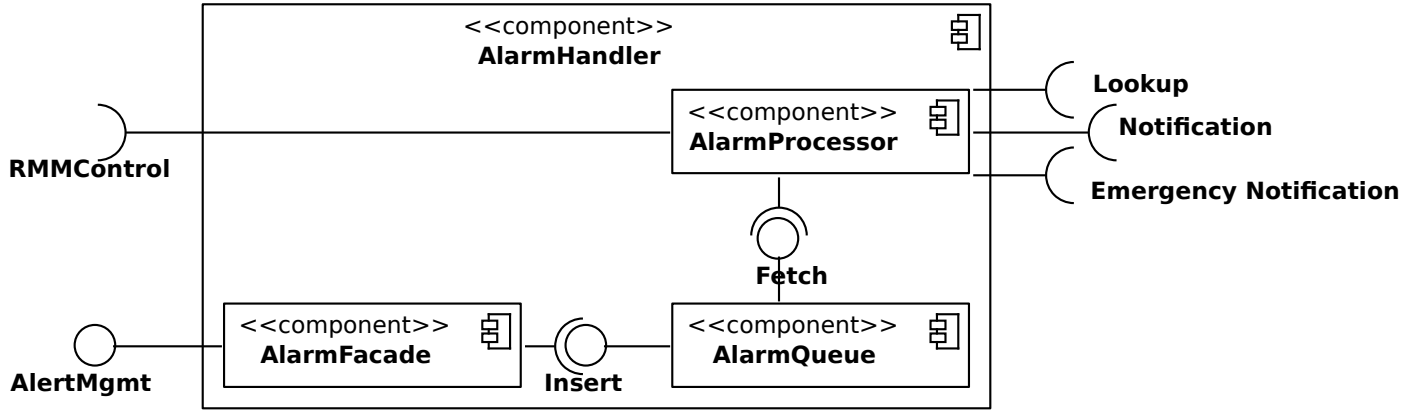 <<component>>
AlarmHandler
<<component>>
AlarmProcessor
Lookup
Notification
Emergency Notification
RMMControl
Fetch
<<component>>
AlarmFacade
<<component>>
AlarmQueue
AlertMgmt
Insert